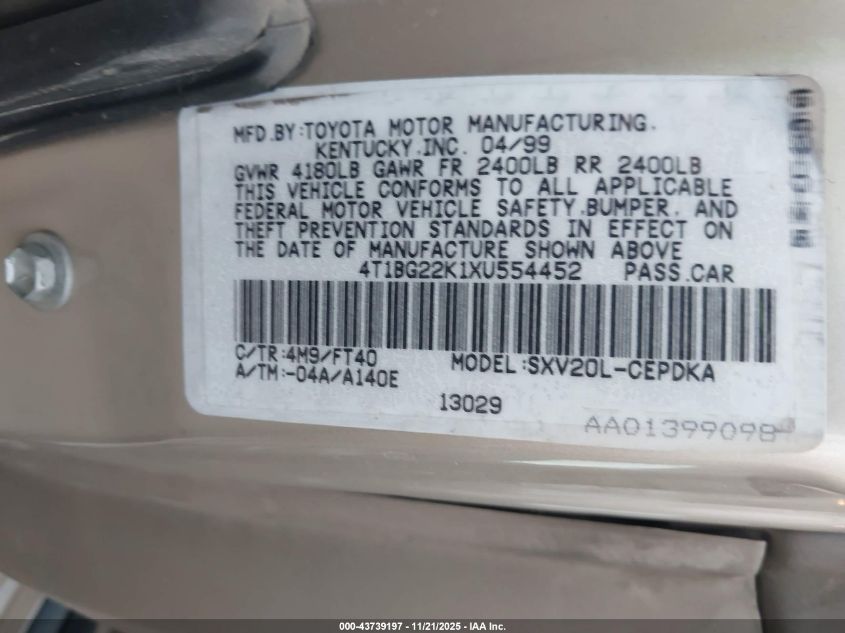 MFD.BY:TOYOTA MOTOR MANUFACTURING.
KENTUCKY.INC. 04/99
GVWR 4180LB GAWR FR 2400LB RR 2400LB
THIS VEHICLE CONFORMS TO ALL APPLICABLE
FEDERAL MOTOR VEHICLE SAFETY.BUMPER. AND
THEFT PREVENTION STANDARDS IN EFFECT ON
THE DATE OF MANUFACTURE SHOWN ABOVE
4T1BG22K1XU554452 PASS.CAR
C/TR:4M9/FT40 MODEL:SXV20L-CEPDKA
A/TM:-04A/A140E
13029
AA01399098
000-43739197 - 11/21/2025 - IAA Inc.